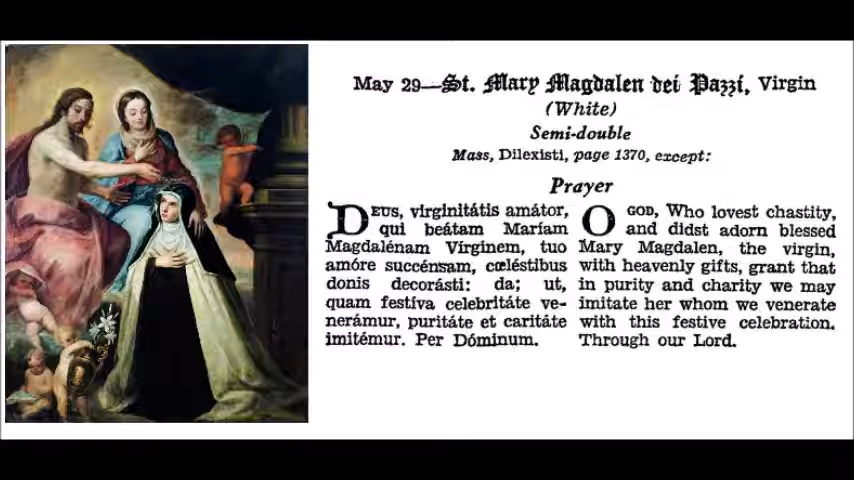 May 29—St. Mary Magdalen dei Pazzi, Virgin
(White)
Semi-double
Mass, Dilexisti, page 1370, except:
Prayer
DEUS, virginitátis amátor,
qui beátam Maríam
Magdalénam Vírginem, tuo
amóre succénsam, cœléstibus
donis decorásti: da; ut,
quam festíva celebritáte ve-
nerámur, puritáte et caritáte
imitémur. Per Dóminum.
O GOD, Who lovest chastity,
and didst adorn blessed
Mary Magdalen, the virgin,
with heavenly gifts, grant that
in purity and charity we may
imitate her whom we venerate
with this festive celebration.
Through our Lord.